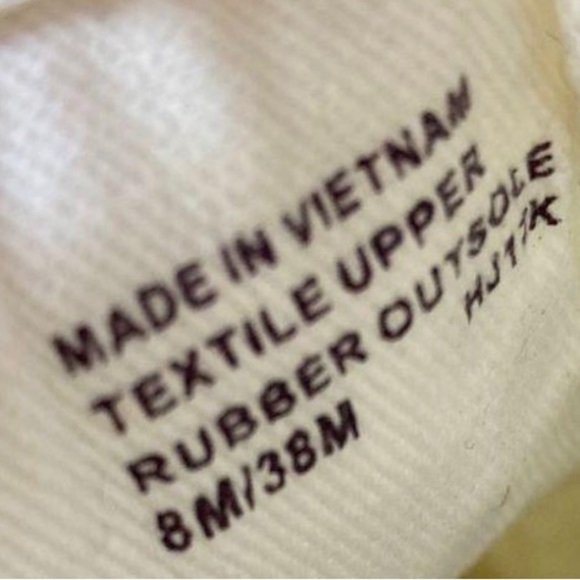 MADE IN VIETNAM
TEXTILE UPPER
RUBBER OUTSOLE
8M/38M